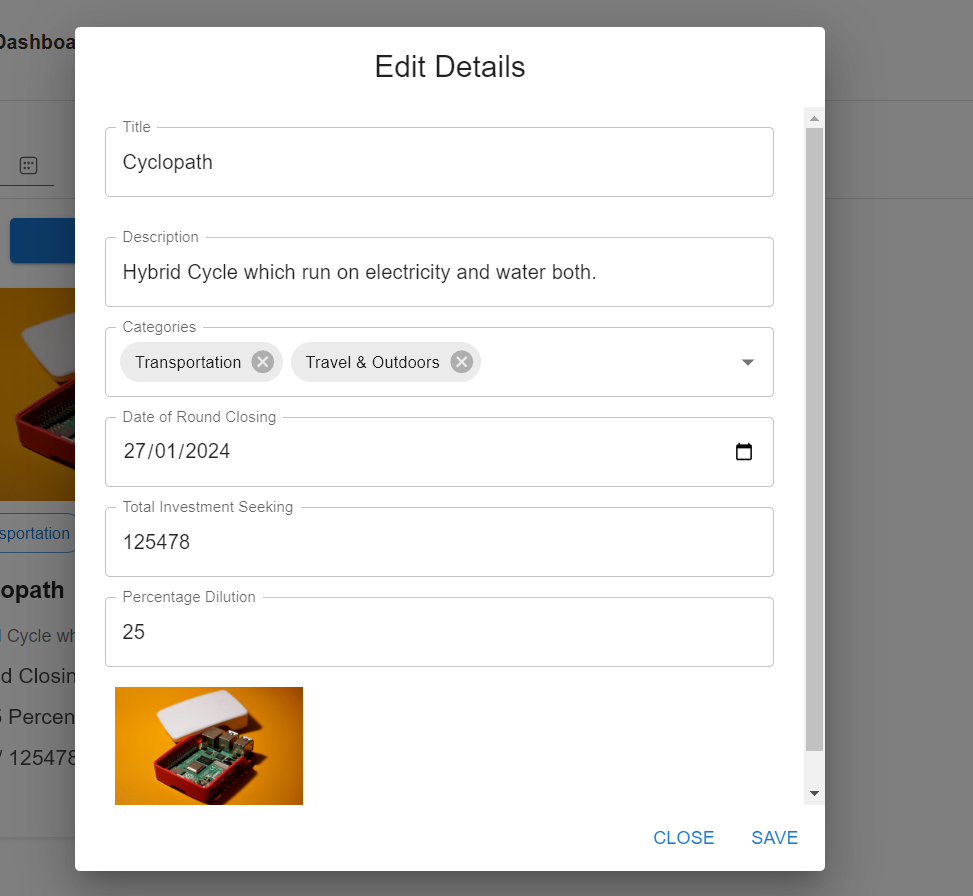 Dashboa
Edit Details
Title
Cyclopath
Description
Hybrid Cycle which run on electricity and water both.
Categories
Transportation
Travel & Outdoors
Date of Round Closing
27/01/2024
Total Investment Seeking
125478
Percentage Dilution
25
sportation
opath
Cycle wh
d Closin
5 Percen
/ 125478
CLOSE SAVE